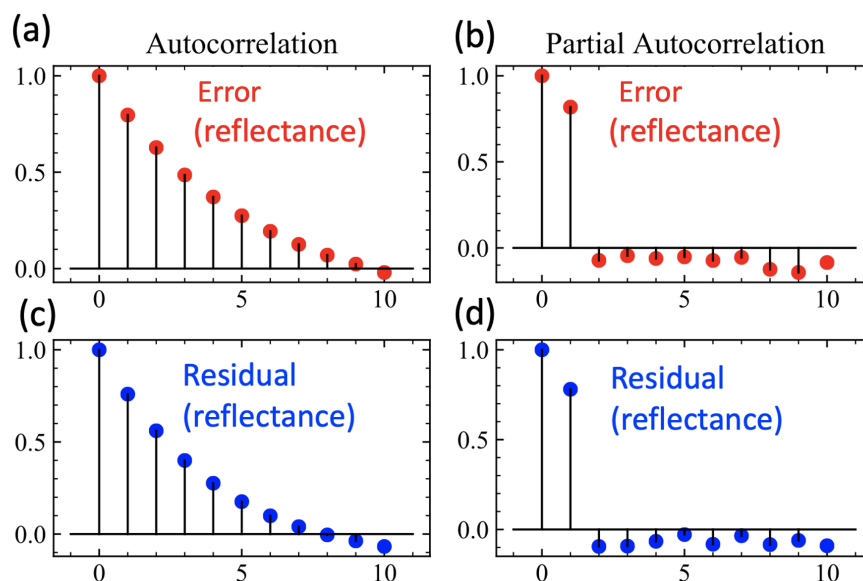 (a) Autocorrelation
(b) Partial Autocorrelation
1.0
0.5
0.0
0 5 10
Error
(reflectance)
1.0
0.5
0.0
0 5 10
Error
(reflectance)
(c)
1.0
0.5
0.0
0 5 10
Residual
(reflectance)
(d)
1.0
0.5
0.0
0 5 10
Residual
(reflectance)